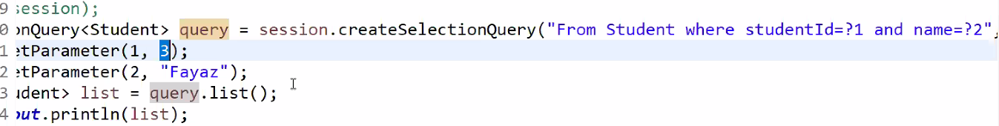 9 session);
0 onQuery<Student> query = session.createSelectionQuery("From Student where studentId=?1 and name=?2",
1 etParameter(1, 3);
2 etParameter(2, "Fayaz");
3 udent> list = query.list();
4 out.println(list);